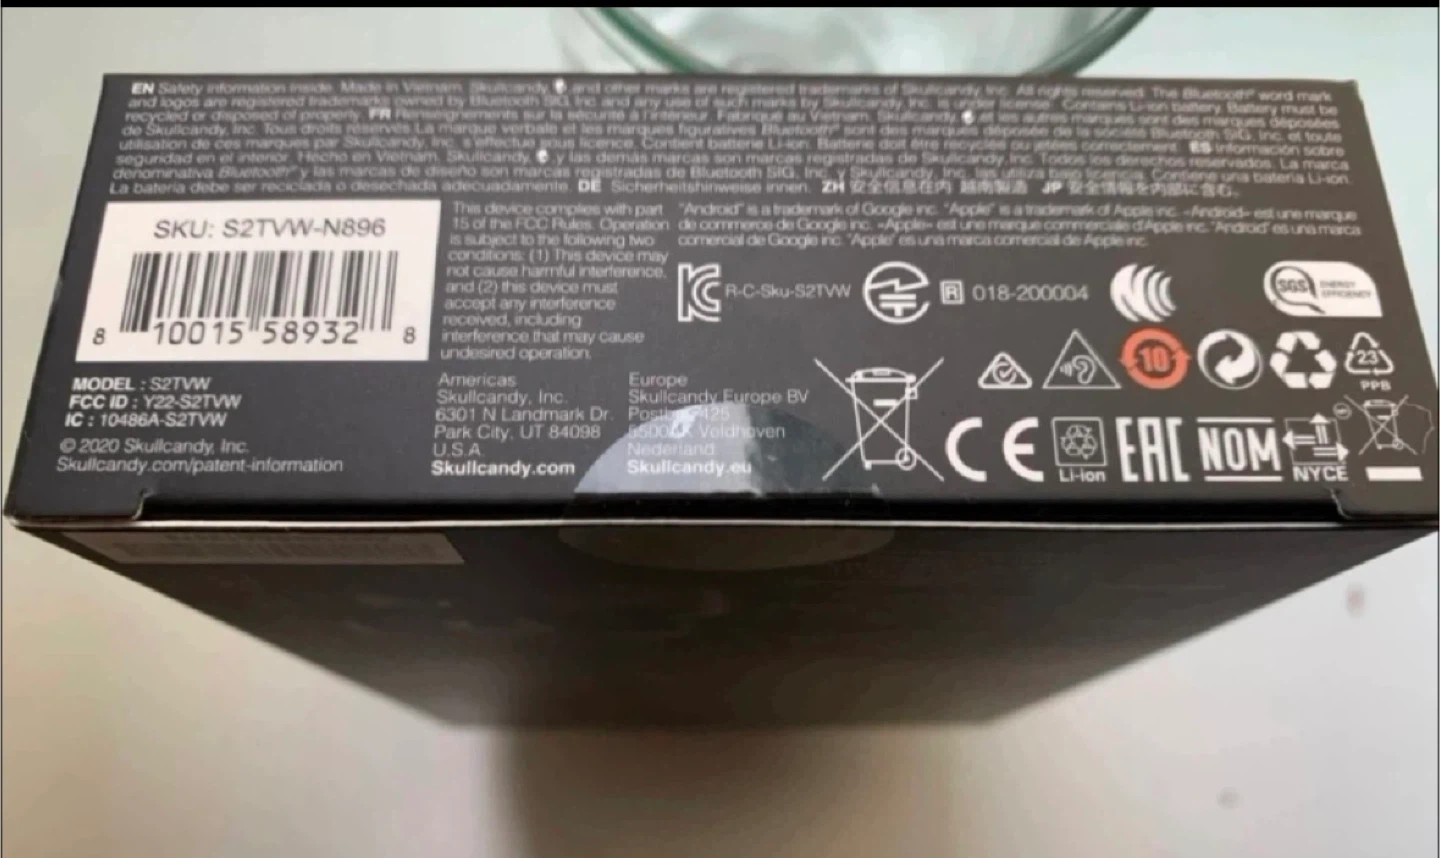 EN Safety information inside. Made in Vietnam. Skullcandy, and other marks are registered trademarks of Skullcandy, Inc. All rights reserved. The Bluetooth® word mark
and logos are registered trademarks owned by Bluetooth SIG, Inc. and any use of such marks by Skullcandy, Inc. is under license. Contains Li-ion battery. Battery must be
recycled or disposed of properly. FR Renseignements sur la sécurité à l'intérieur. Fabriqué au Vietnam. Skullcandy, et les autres marques sont des marques déposées
de Skullcandy, Inc. Tous droits réservés. La marque verbale et les marques figuratives Bluetooth® sont des marques déposées de la société Bluetooth SIG, Inc. et toute
utilisation de ces marques par Skullcandy, Inc. s'effectue sous licence. Contient batterie Li-ion. Batterie doit être recyclés ou jetées correctement. ES Información sobre
seguridad en el interior. Hecho en Vietnam. Skullcandy, y las demás marcas son marcas registradas de Skullcandy, Inc. Todos los derechos reservados. La marca
denominativa Bluetooth® y las marcas de diseño son marcas registradas de Bluetooth SIG, Inc. y Skullcandy, Inc. las utiliza bajo licencia. Contiene una batería Li-ion.
La batería debe ser reciclada o desechada adecuadamente. DE Sicherheitshinweise innen. ZH 安全信息在内 越南製造 JP 安全情報を内部に含む。
SKU: S2TVW-N896
8 10015 58932 8
MODEL : S2TVW
FCC ID : Y22-S2TVW
IC : 10486A-S2TVW
© 2020 Skullcandy, Inc.
Skullcandy.com/patent-information
This device complies with part
15 of the FCC Rules. Operation
is subject to the following two
conditions: (1) This device may
not cause harmful interference,
and (2) this device must
accept any interference
received, including
interference that may cause
undesired operation.
"Android" is a trademark of Google inc. "Apple" is a trademark of Apple inc. «Android» est une marque
de commerce de Google inc. «Apple» est une marque commerciale d'Apple inc. "Android" es una marca
comercial de Google inc. "Apple" es una marca comercial de Apple inc.
R-C-Sku-S2TVW
R 018-200004
SGS ENERGY
EFFICIENCY
10
23
PPB
Americas
Skullcandy, Inc.
6301 N Landmark Dr.
Park City, UT 84098
U.S.A.
Skullcandy.com
Europe
Skullcandy Europe BV
425
Veldhoven
Nederland
Skullcandy.eu
CE
Li-ion
EAC
NOM
NYCE